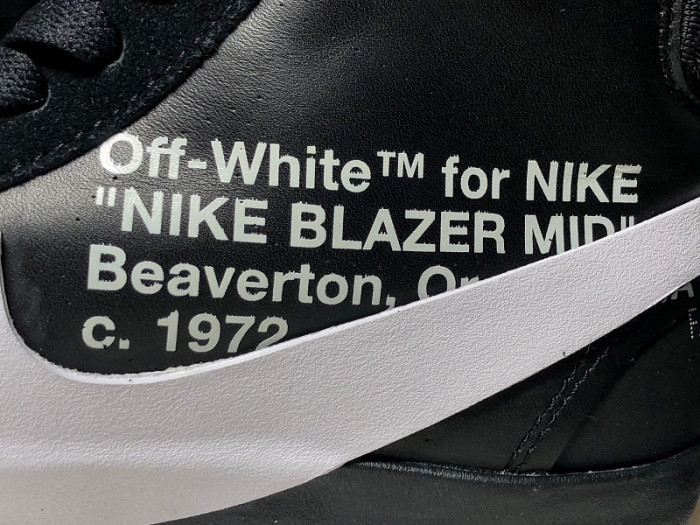 Off-White™ for NIKE
"NIKE BLAZER MID"
Beaverton,
c. 1972